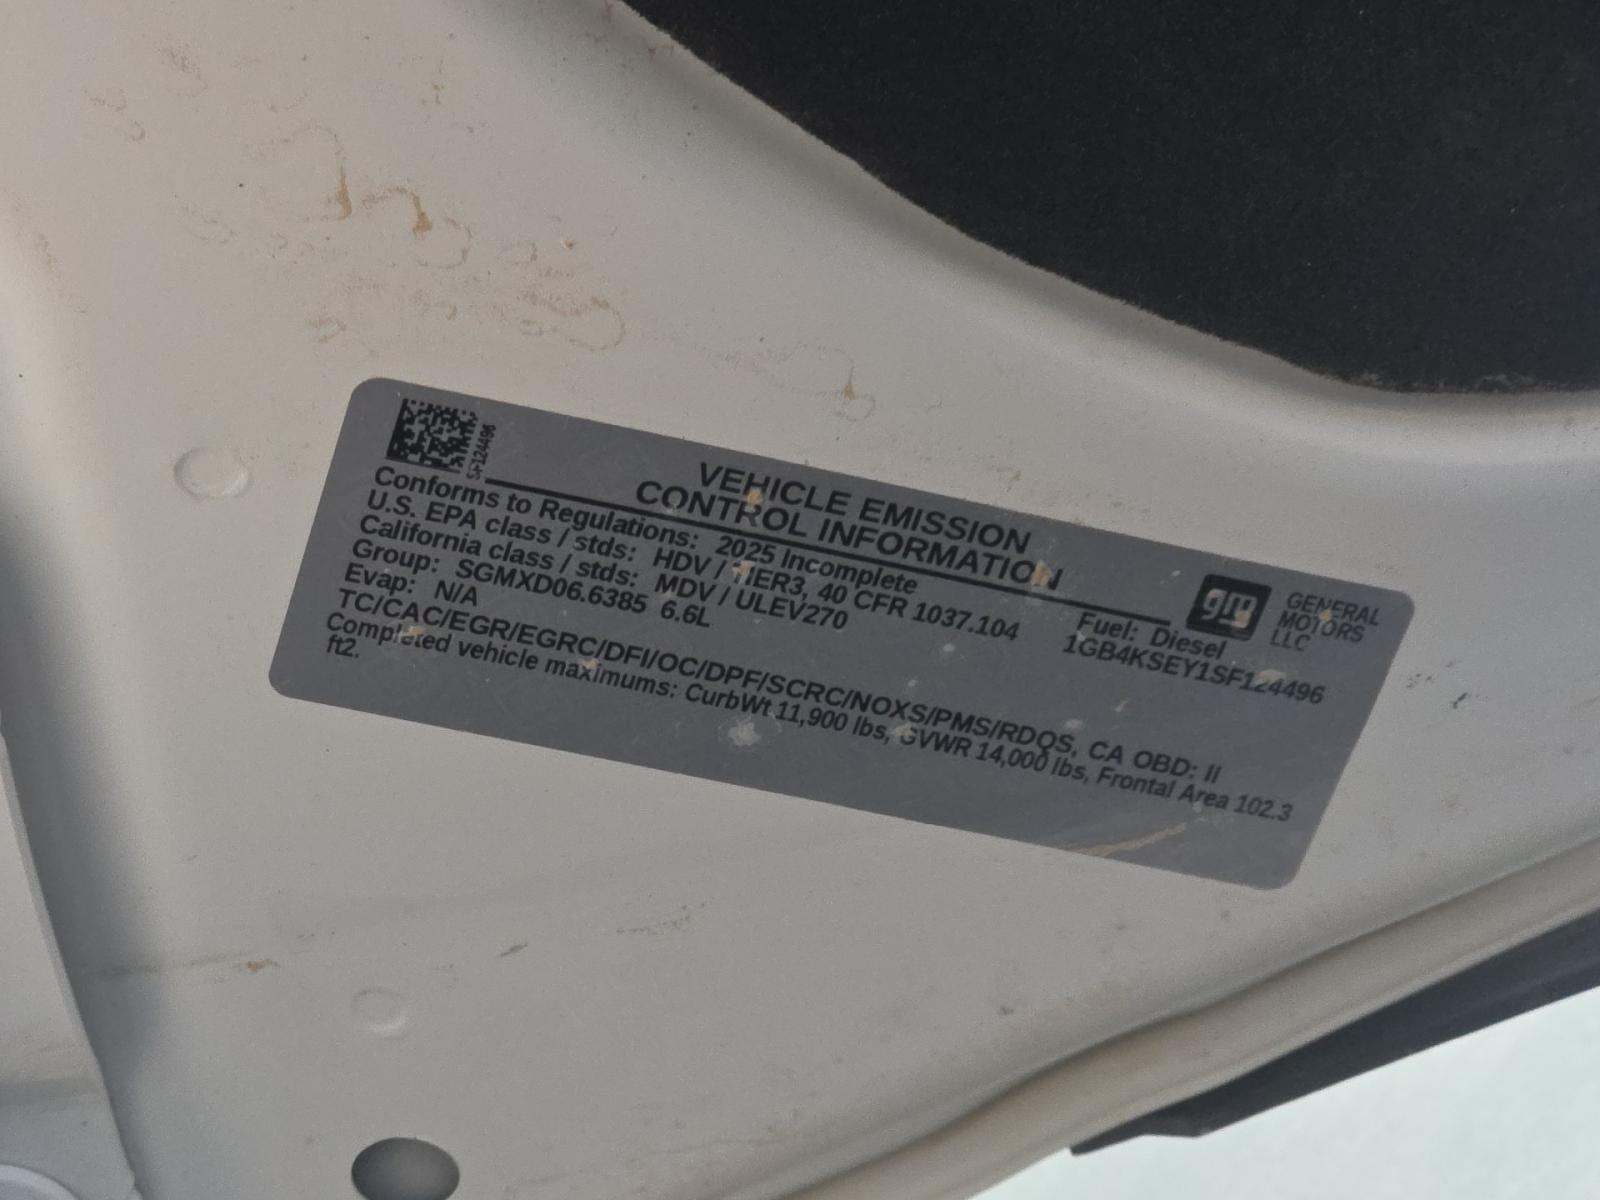 SF124496
VEHICLE EMISSION
CONTROL INFORMATION
gm
GENERAL
MOTORS
LLC
Conforms to Regulations: 2025 Incomplete
U.S. EPA class / stds: HDV / TIER3, 40 CFR 1037.104
Fuel: Diesel
California class / stds: MDV / ULEV270
1GB4KSEY1SF124496
Group: SGMXD06.6385 6.6L
Evap: N/A
TC/CAC/EGR/EGRC/DFI/OC/DPF/SCRC/NOXS/PMS/RDQS, CA OBD: II
Completed vehicle maximums: CurbWt 11,900 lbs, GVWR 14,000 lbs, Frontal Area 102.3
ft2.